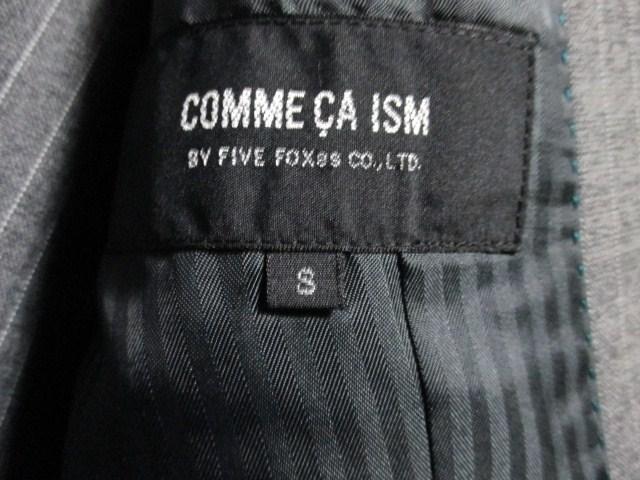 COMME ÇA ISM
BY FIVE FOXes CO.,LTD.
S